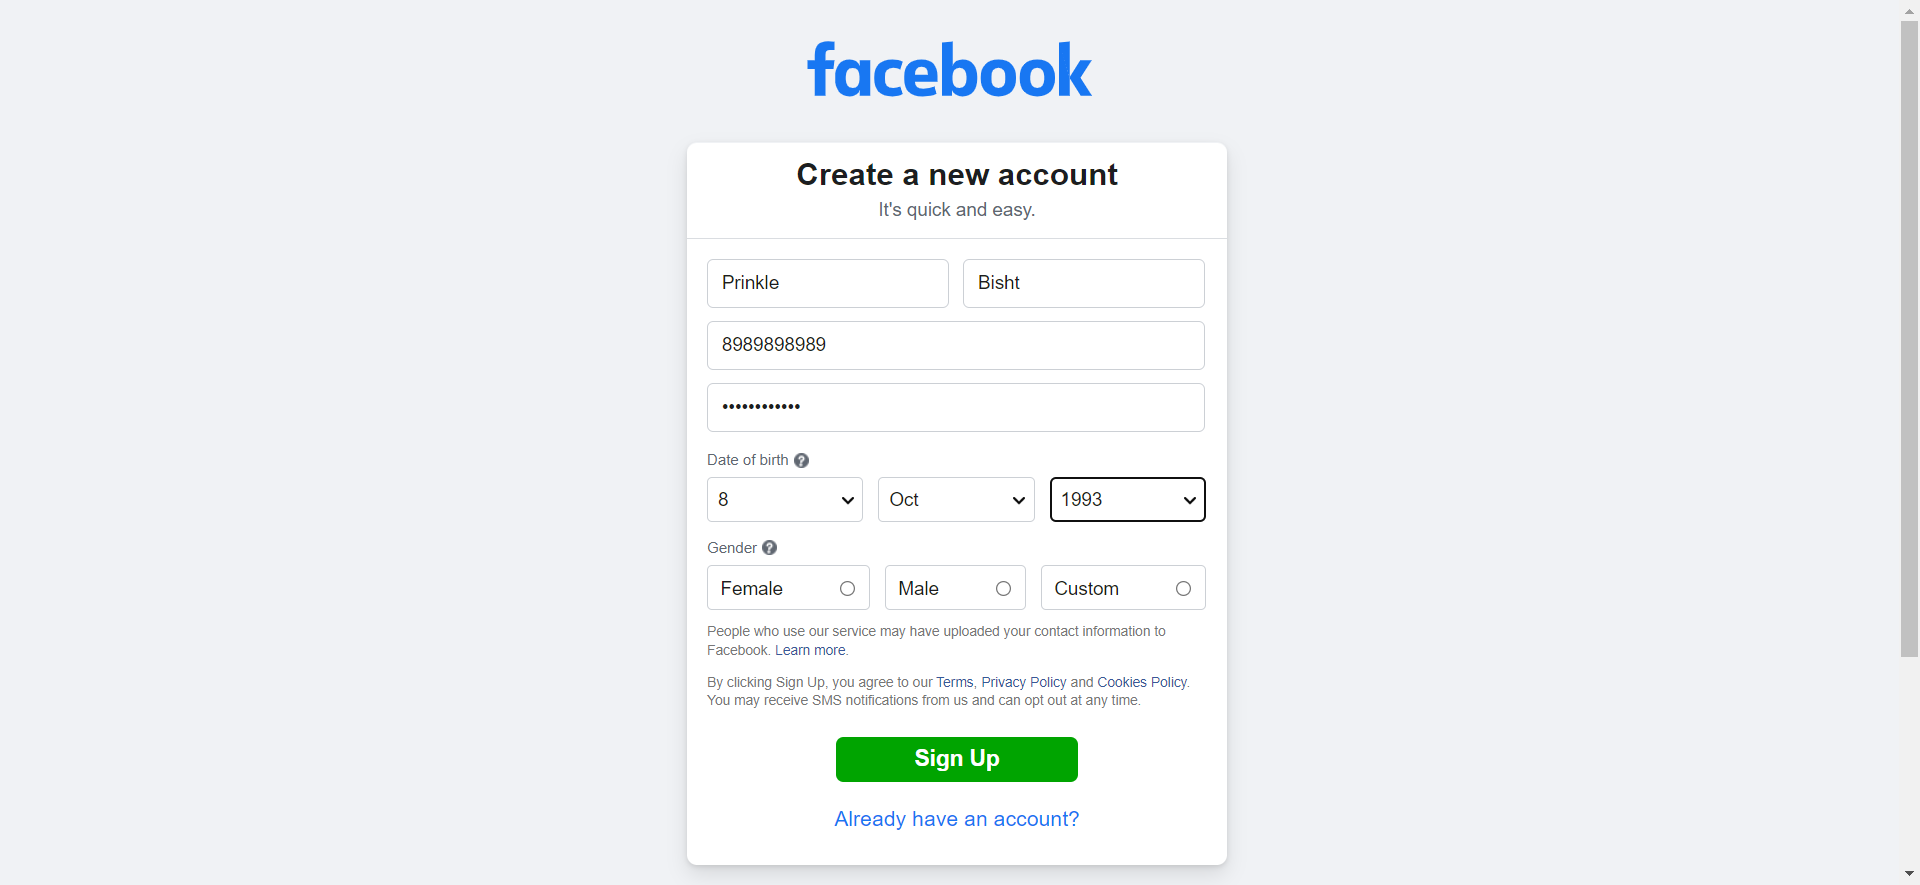 facebook
Create a new account
It's quick and easy.
Prinkle Bisht
8989898989
••••••••••••
Date of birth ?
8 Oct 1993
Gender ?
Female Male Custom
People who use our service may have uploaded your contact information to
Facebook. Learn more.
By clicking Sign Up, you agree to our Terms, Privacy Policy and Cookies Policy.
You may receive SMS notifications from us and can opt out at any time.
Sign Up
Already have an account?